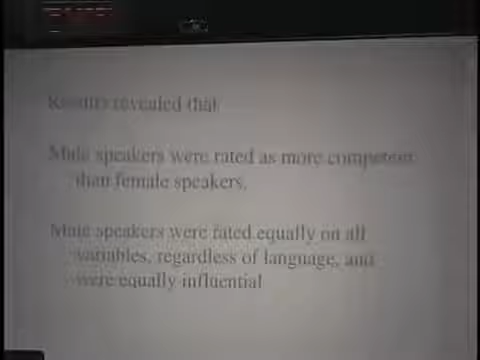 Results revealed that
Male speakers were rated as more competent
than female speakers.
Male speakers were rated equally on all
variables, regardless of language, and
were equally influential